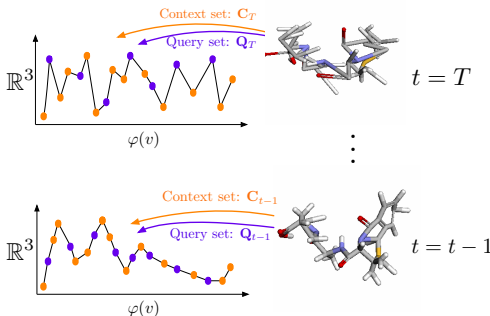 Context set: C_T
Query set: Q_T
ℝ³
t = T
φ(v)
Context set: C_{t−1}
Query set: Q_{t−1}
ℝ³
t = t − 1
φ(v)